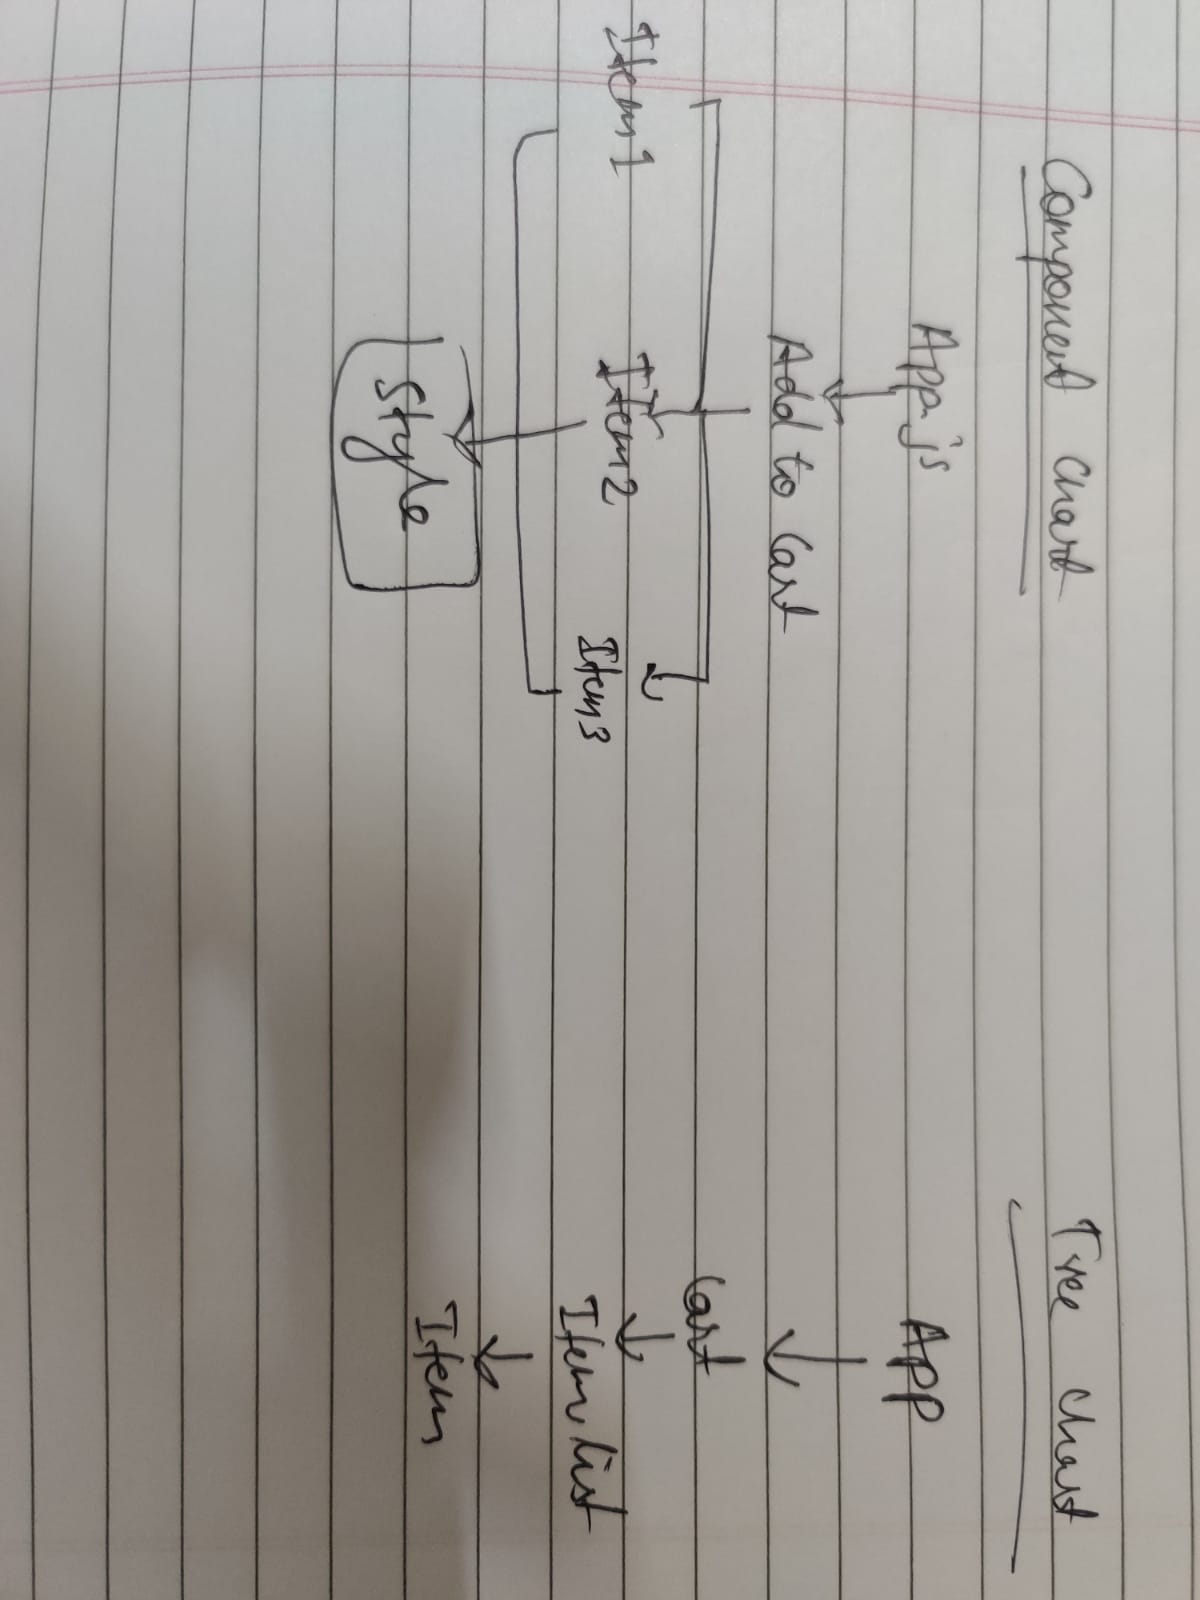 Component chart
App.js
Add to Cart
Item1
Item2
Item3
Style
Tree chart
APP
Cart
Item list
Item